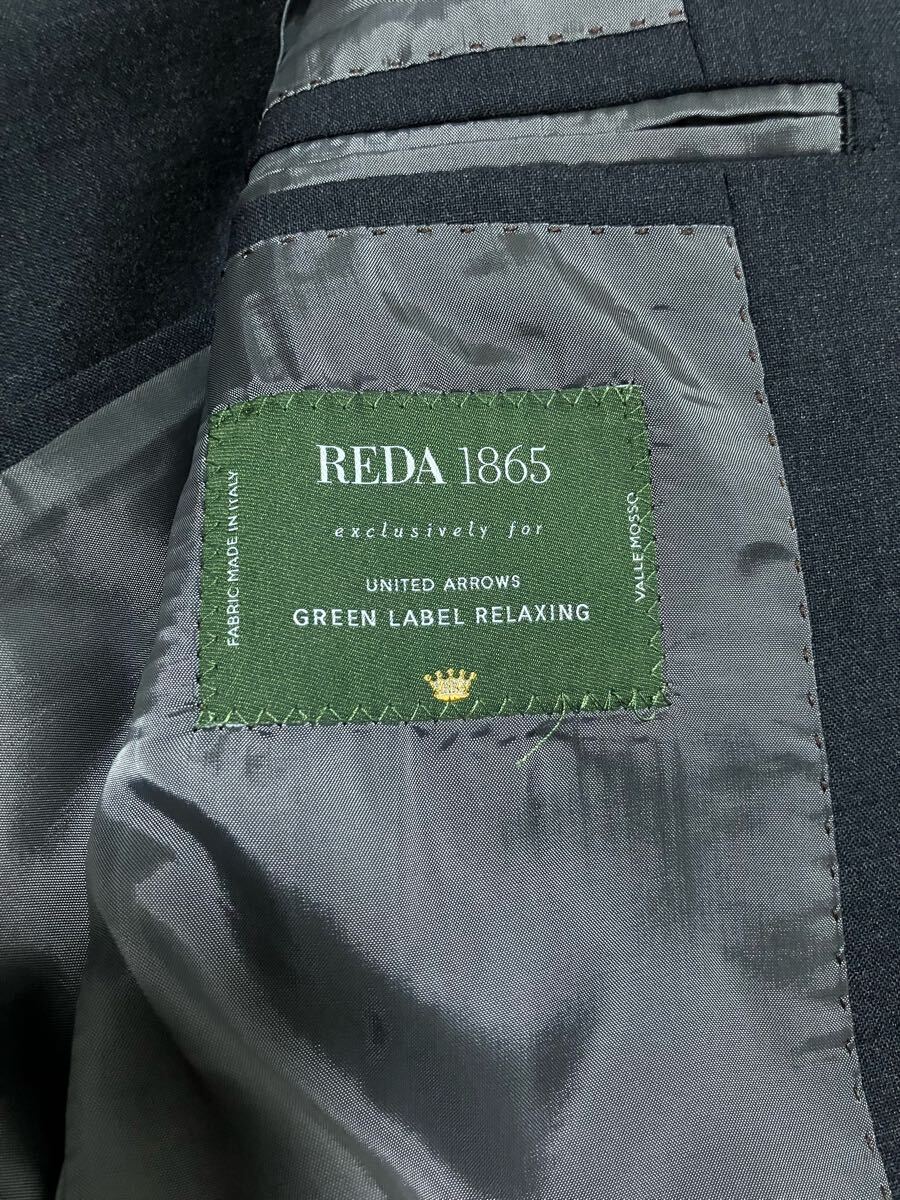 REDA 1865
exclusively for
UNITED ARROWS
GREEN LABEL RELAXING
FABRIC MADE IN ITALY
VALLE MOSSO